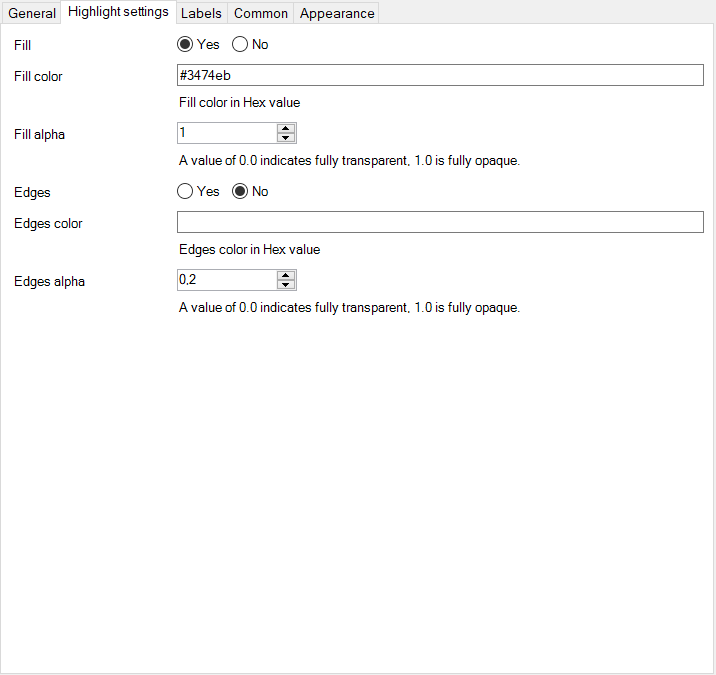 General Highlight settings Labels Common Appearance
Fill Yes No
Fill color #3474eb
Fill color in Hex value
Fill alpha 1
A value of 0.0 indicates fully transparent, 1.0 is fully opaque.
Edges Yes No
Edges color
Edges color in Hex value
Edges alpha 0,2
A value of 0.0 indicates fully transparent, 1.0 is fully opaque.